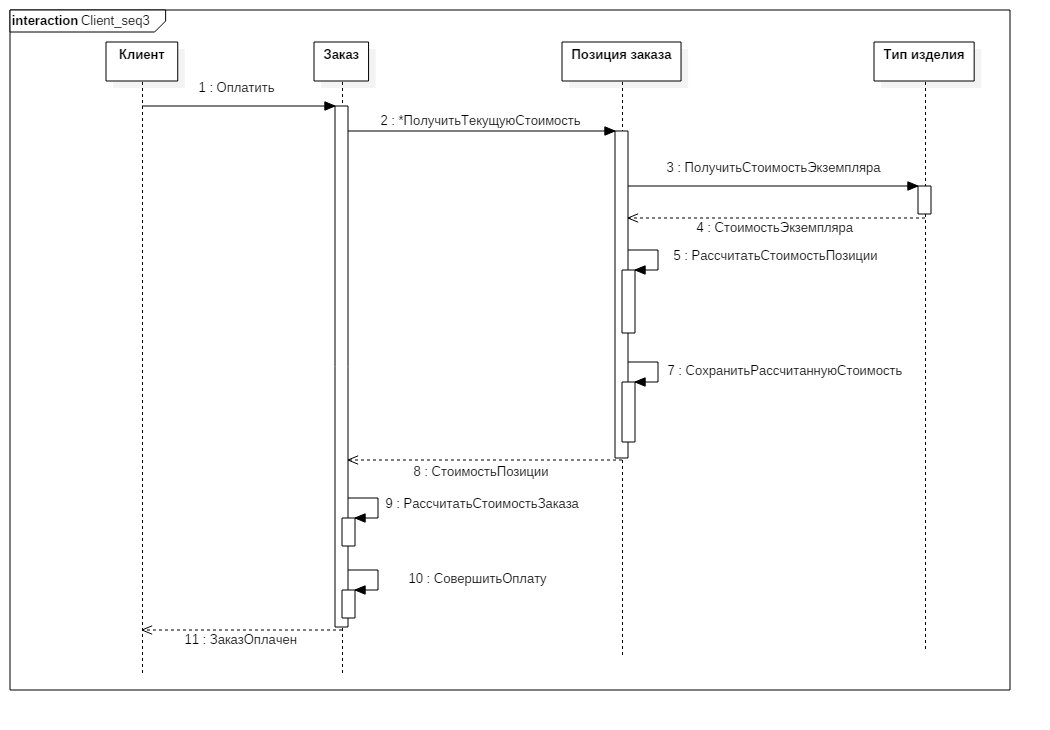 interaction Client_seq3
Клиент
Заказ
Позиция заказа
Тип изделия
1 : Оплатить
2 : *ПолучитьТекущуюСтоимость
3 : ПолучитьСтоимостьЭкземпляра
4 : СтоимостьЭкземпляра
5 : РассчитатьСтоимостьПозиции
7 : СохранитьРассчитаннуюСтоимость
8 : СтоимостьПозиции
9 : РассчитатьСтоимостьЗаказа
10 : СовершитьОплату
11 : ЗаказОплачен